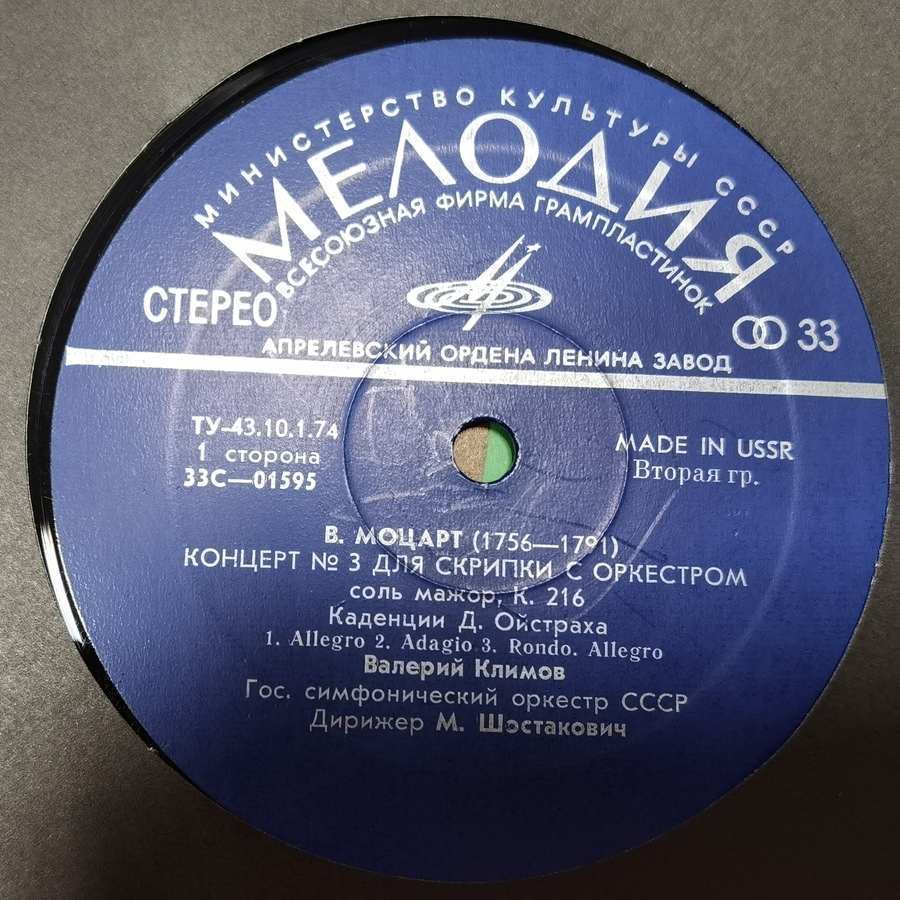 МИНИСТЕРСТВО КУЛЬТУРЫ СССР
МЕЛОДИЯ
ВСЕСОЮЗНАЯ ФИРМА ГРАМПЛАСТИНОК
СТЕРЕО
33
АПРЕЛЕВСКИЙ ОРДЕНА ЛЕНИНА ЗАВОД
ТУ-43.10.1.74
1 сторона
33С—01595
MADE IN USSR
Вторая гр.
В. МОЦАРТ (1756—1791)
КОНЦЕРТ № 3 ДЛЯ СКРИПКИ С ОРКЕСТРОМ
соль мажор, К. 216
Каденции Д. Ойстраха
1. Allegro 2. Adagio 3. Rondo. Allegro
Валерий Климов
Гос. симфонический оркестр СССР
Дирижер М. Шостакович